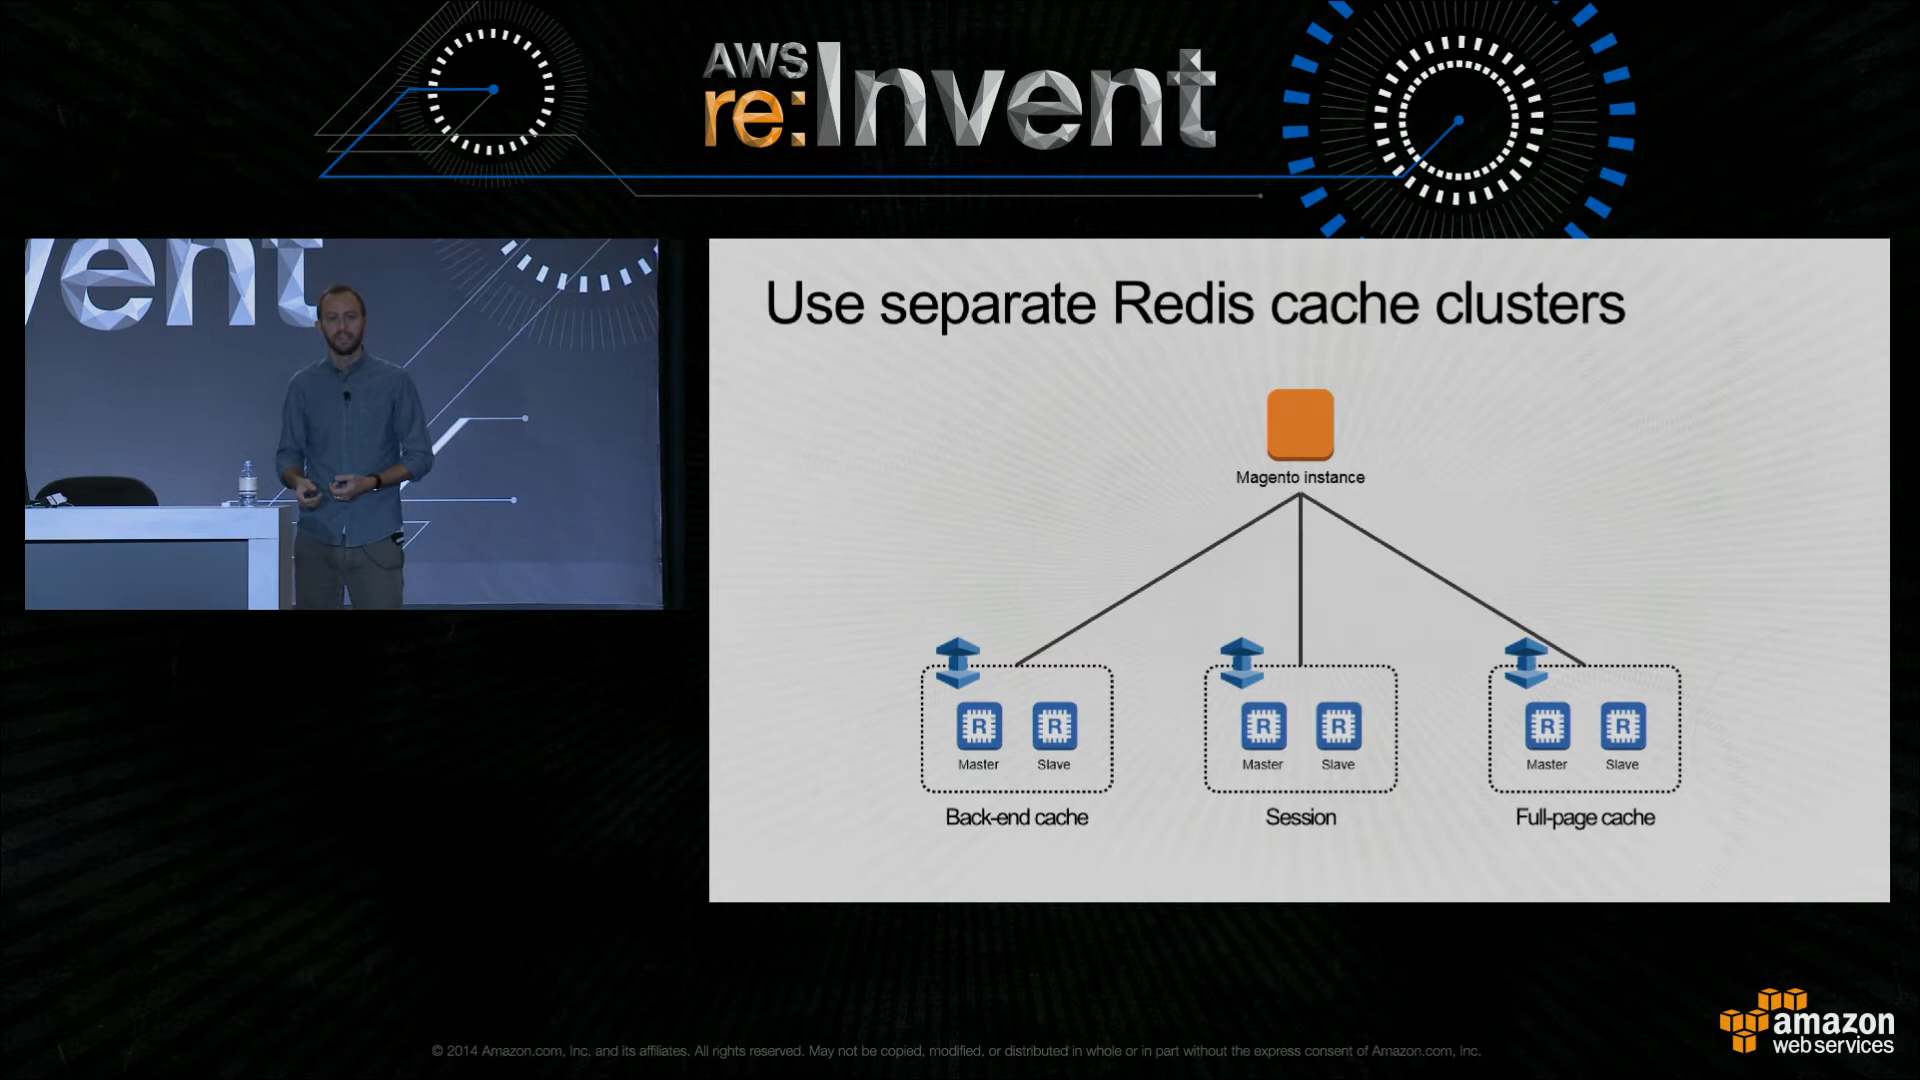 AWS
re:Invent
vent
Use separate Redis cache clusters
Magento instance
R R R R R R
Master Slave Master Slave Master Slave
Back-end cache Session Full-page cache
amazon
web services
© 2014 Amazon.com, Inc. and its affiliates. All rights reserved. May not be copied, modified, or distributed in whole or in part without the express consent of Amazon.com, Inc.